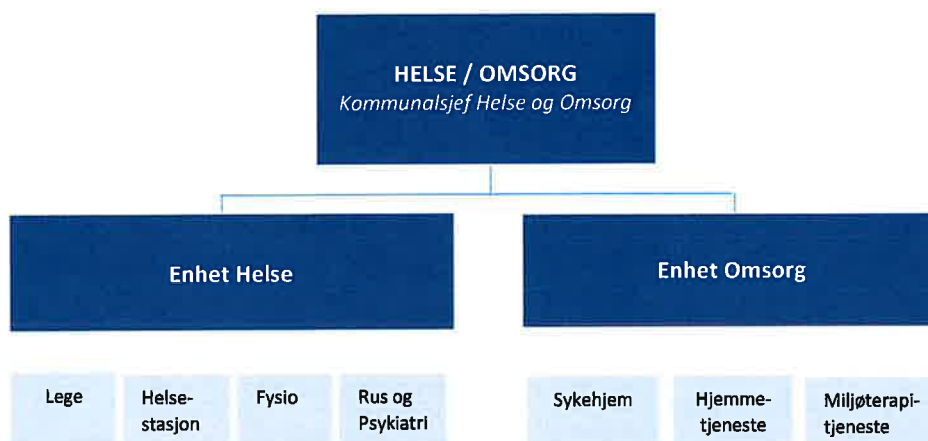 HELSE / OMSORG
Kommunalsjef Helse og Omsorg
Enhet Helse
Enhet Omsorg
Lege
Helse-
stasjon
Fysio
Rus og
Psykiatri
Sykehjem
Hjemme-
tjeneste
Miljøterapi-
tjeneste